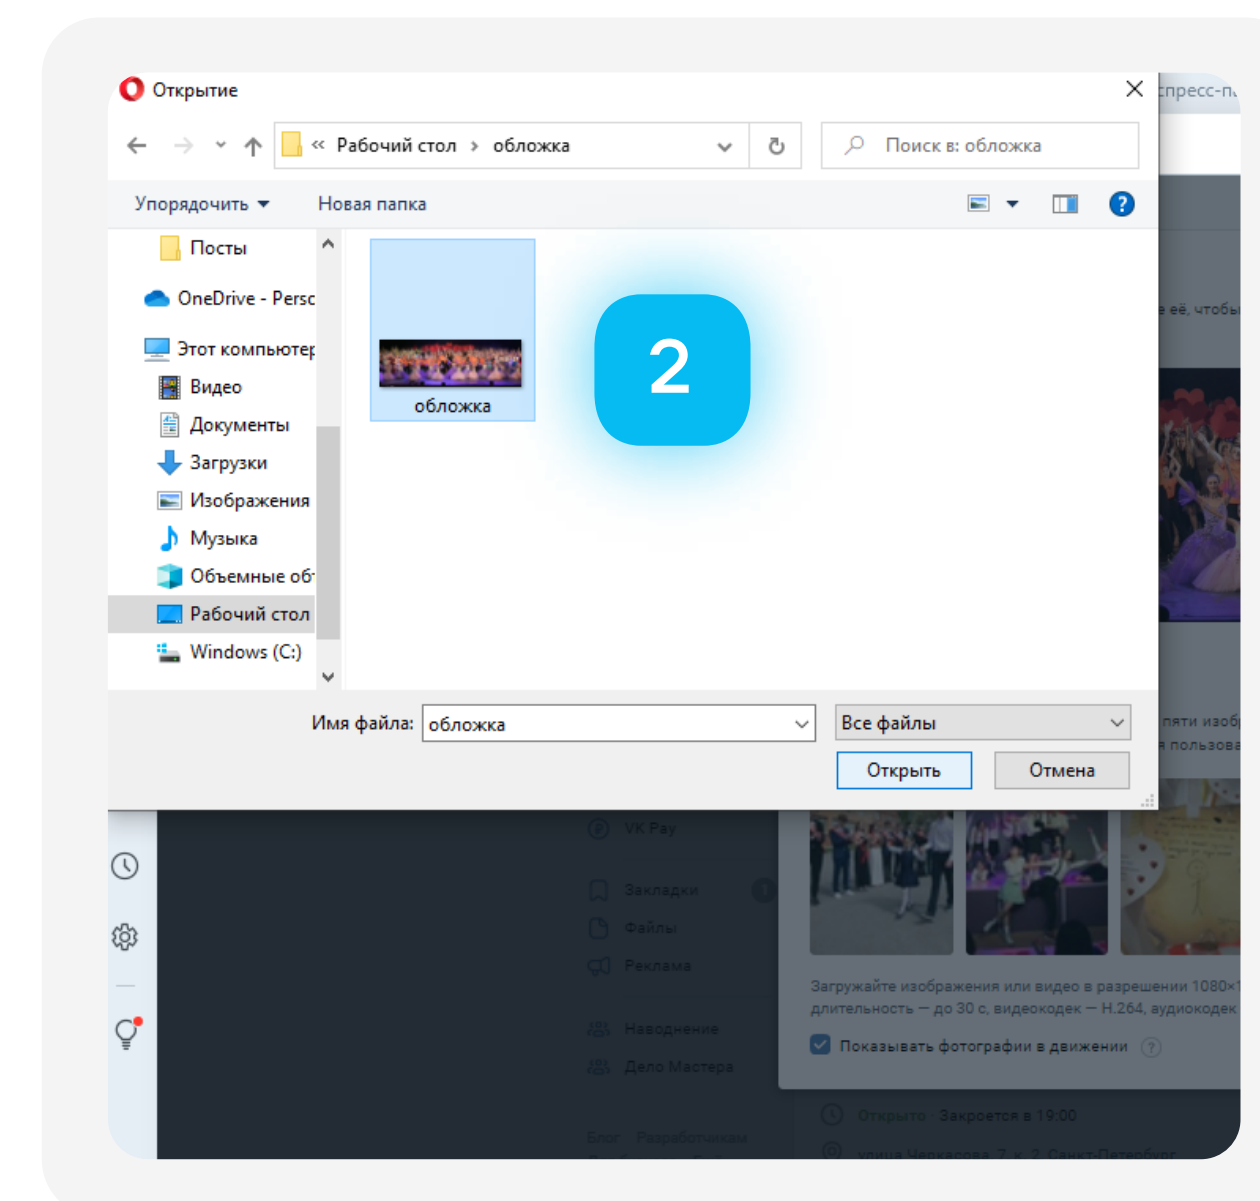 Открытие
Рабочий стол › обложка
Поиск в: обложка
Упорядочить
Новая папка
Посты
OneDrive - Persc
Этот компьютер
Видео
Документы
Загрузки
Изображения
Музыка
Объемные об
Рабочий стол
Windows (C:)
обложка
2
е её, чтобы
Имя файла: обложка
Все файлы
Открыть
Отмена
пяти изоб
я пользова
VK Pay
Закладки
Файлы
Реклама
Наводнение
Дело Мастера
Блог Разработчикам
Загружайте изображения или видео в разрешении 1080×1
длительность — до 30 с, видеокодек — H.264, аудиокодек
Показывать фотографии в движении
Открыто · Закроется в 19:00
улица Черкасова, 7, к. 2, Санкт-Петербург